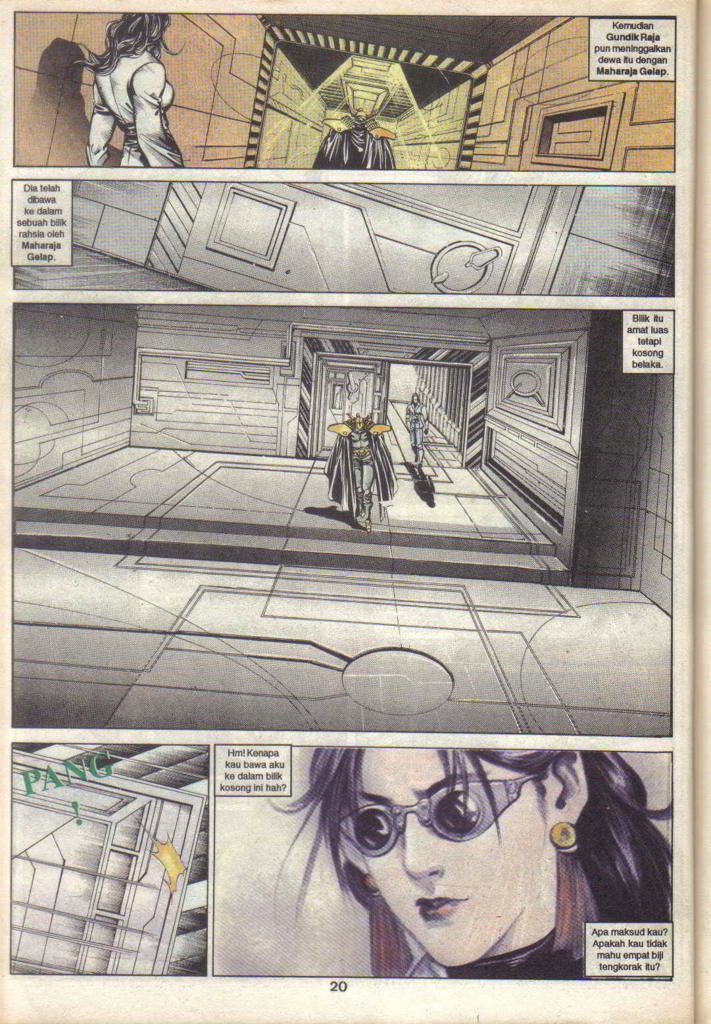 Kemudian
Gundik Raja
pun meninggalkan
dewa itu dengan
Maharaja Gelap.
Dia telah
dibawa
ke dalam
sebuah bilik
rahsia oleh
Maharaja
Gelap.
Bilik itu
amat luas
tetapi
kosong
belaka.
PANG
!
Hm! Kenapa
kau bawa aku
ke dalam bilik
kosong ini hah?
Apa maksud kau?
Apakah kau tidak
mahu empat biji
tengkorak itu?
20